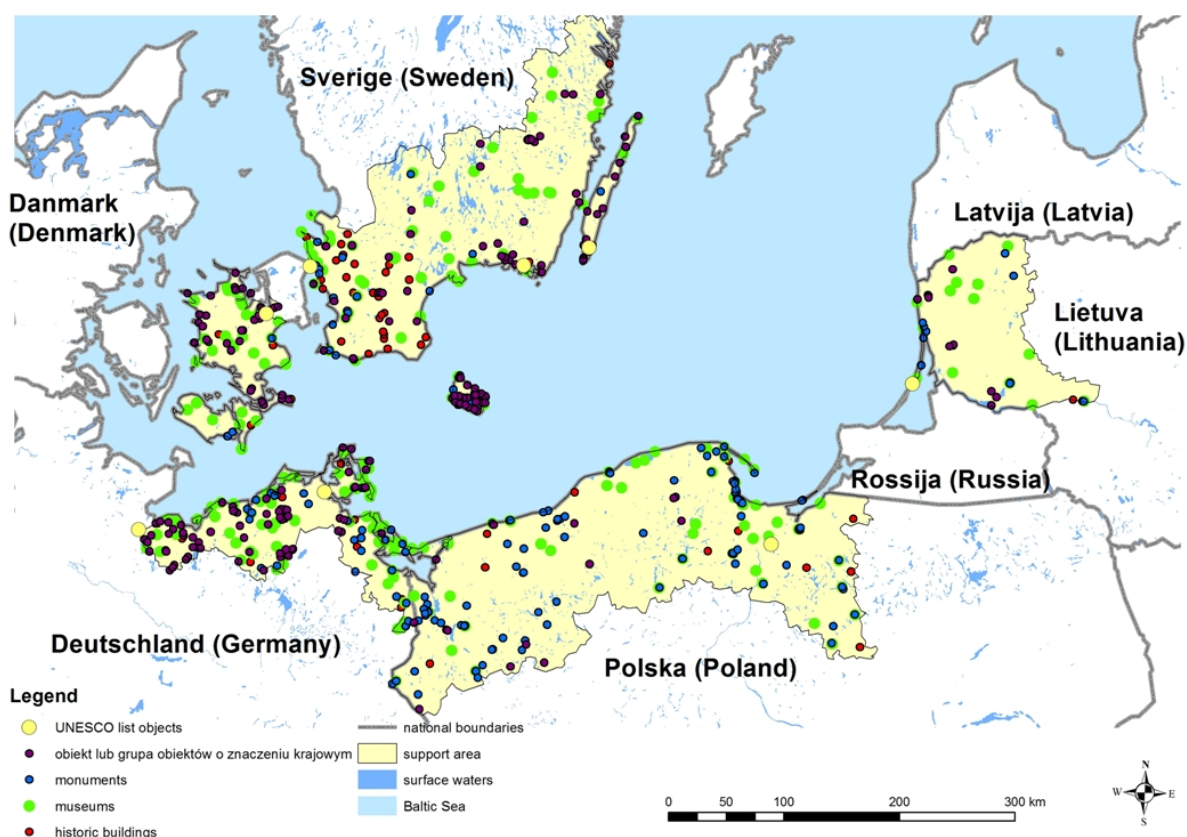 Sverige (Sweden)
Danmark
(Denmark)
Latvija (Latvia)
Lietuva
(Lithuania)
Rossija (Russia)
Deutschland (Germany)
Polska (Poland)
Legend
UNESCO list objects
obiekt lub grupa obiektów o znaczeniu krajowym
monuments
museums
historic buildings
national boundaries
support area
surface waters
Baltic Sea
0 50 100 200 300 km
N
W E
S